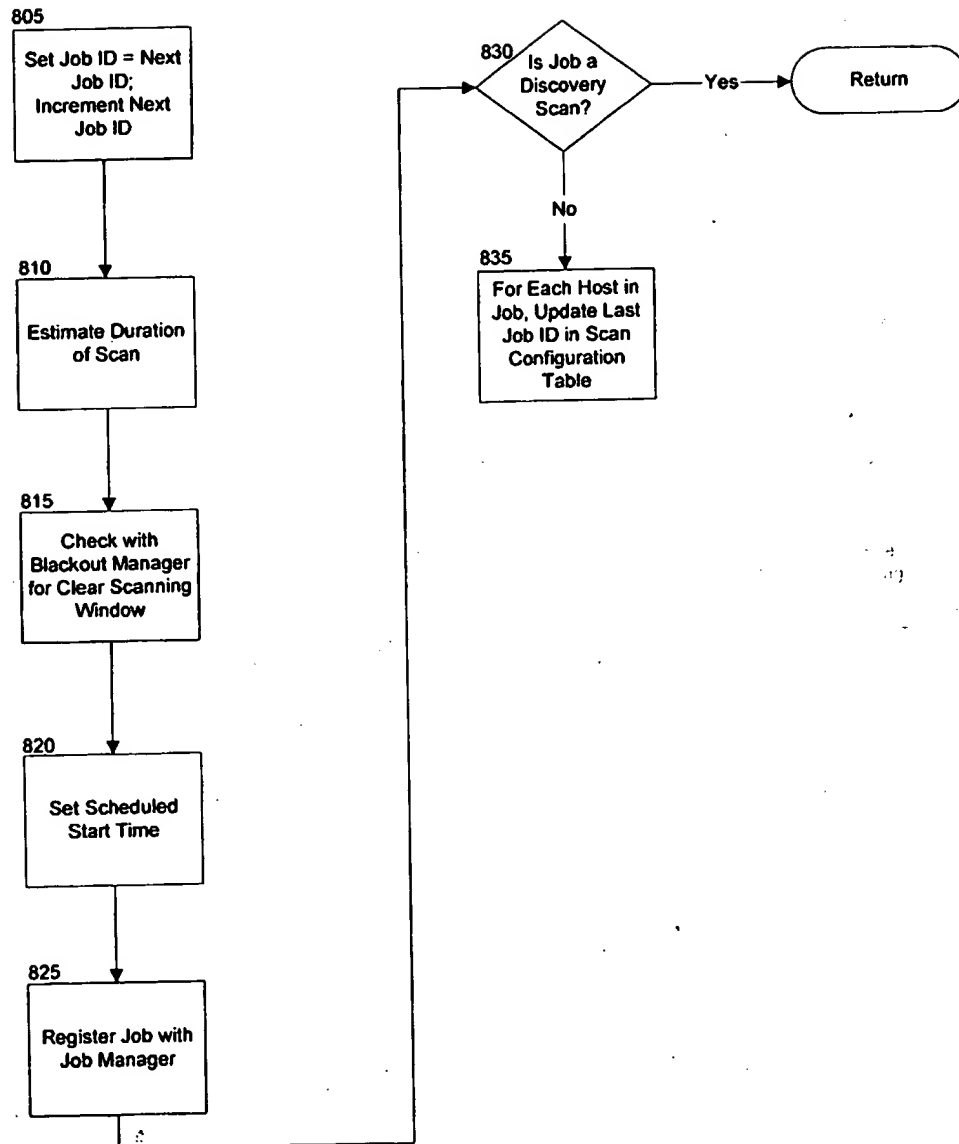 805
Set Job ID = Next
Job ID;
Increment Next
Job ID
810
Estimate Duration
of Scan
815
Check with
Blackout Manager
for Clear Scanning
Window
820
Set Scheduled
Start Time
825
Register Job with
Job Manager
830
Is Job a
Discovery
Scan?
Yes
Return
No
835
For Each Host in
Job, Update Last
Job ID in Scan
Configuration
Table